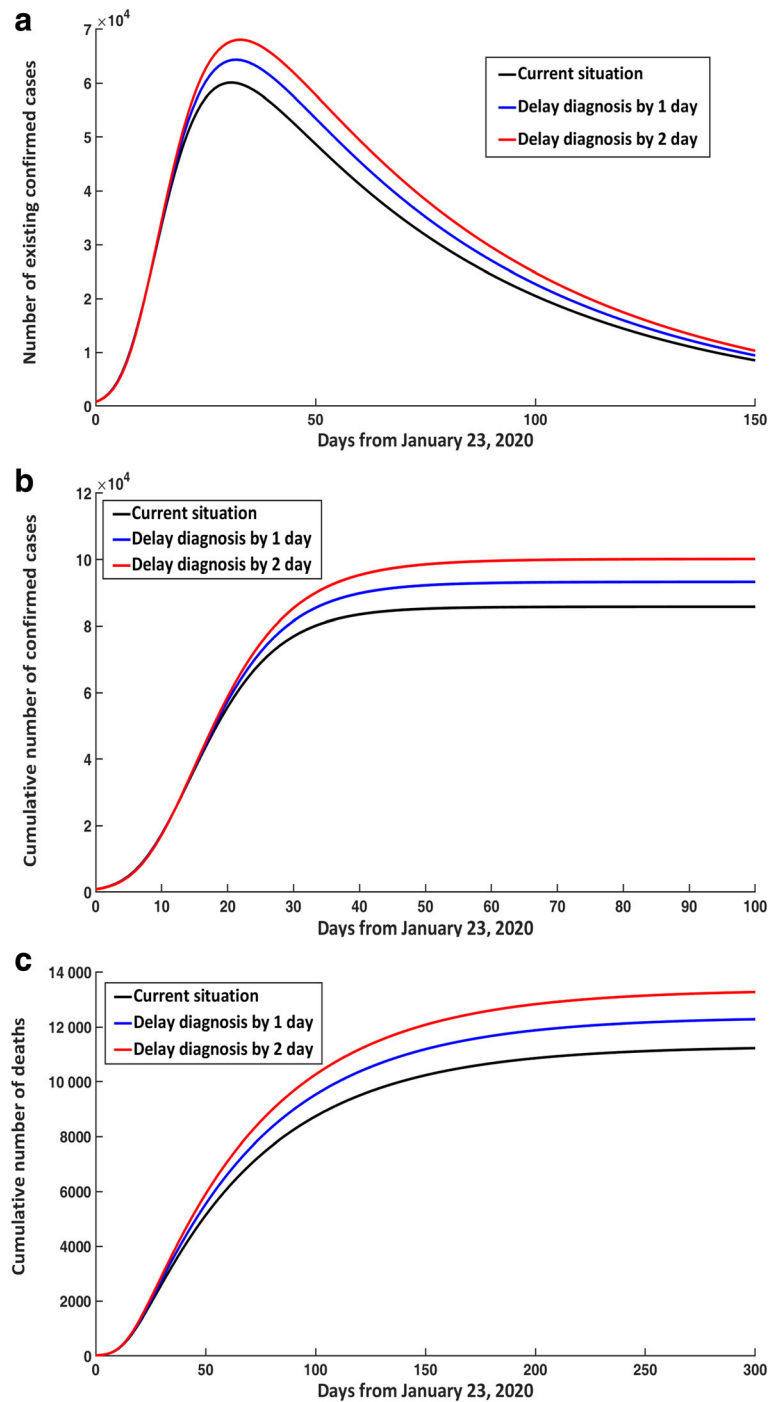 a
×10⁴
7
6
5
4
3
2
1
0
Number of existing confirmed cases
Current situation
Delay diagnosis by 1 day
Delay diagnosis by 2 day
0 50 100 150
Days from January 23, 2020
b
×10⁴
12
10
8
6
4
2
0
Cumulative number of confirmed cases
Current situation
Delay diagnosis by 1 day
Delay diagnosis by 2 day
0 10 20 30 40 50 60 70 80 90 100
Days from January 23, 2020
c
14 000
12 000
10 000
8000
6000
4000
2000
0
Cumulative number of deaths
Current situation
Delay diagnosis by 1 day
Delay diagnosis by 2 day
0 50 100 150 200 250 300
Days from January 23, 2020